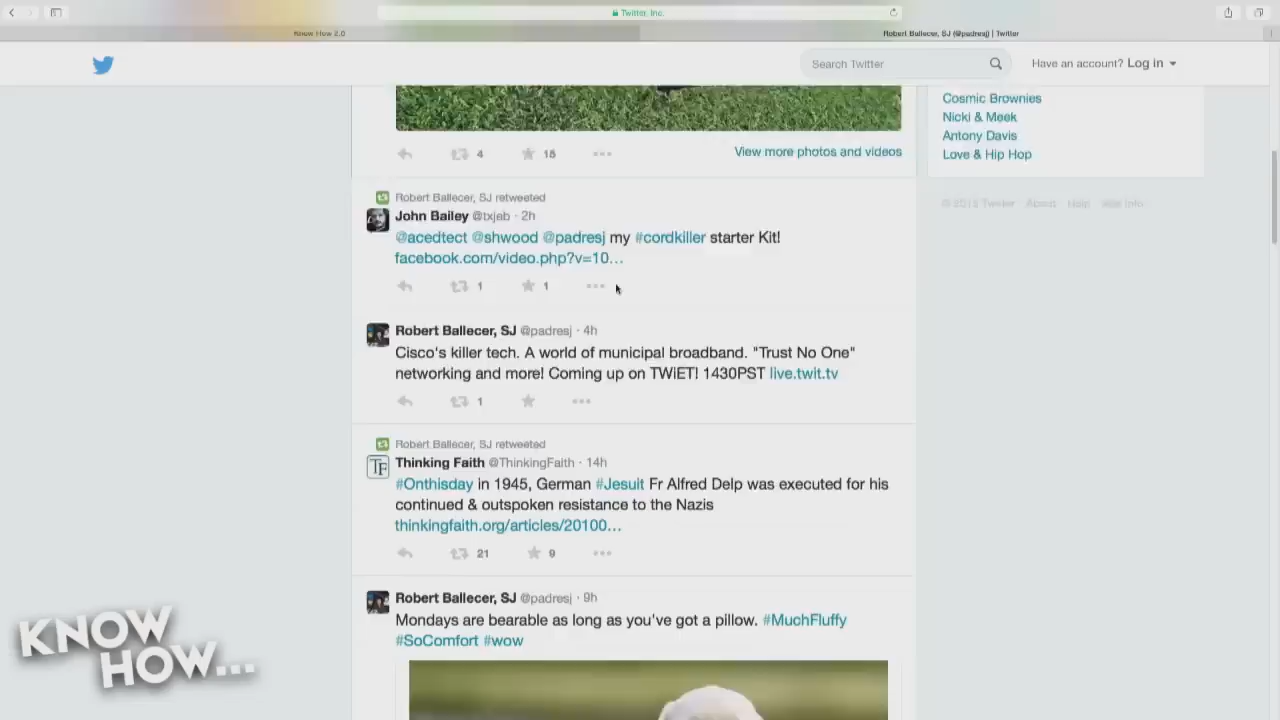 Twitter, Inc.
Know How 2.0
Robert Ballecer, SJ (@padresj) | Twitter
Search Twitter
Have an account? Log in
Cosmic Brownies
Nicki & Meek
Antony Davis
Love & Hip Hop
4
15
View more photos and videos
© 2015 Twitter About Help Ads info
Robert Ballecer, SJ retweeted
John Bailey @txjeb · 2h
@acedtect @shwood @padresj my #cordkiller starter Kit!
facebook.com/video.php?v=10...
1
1
Robert Ballecer, SJ @padresj · 4h
Cisco's killer tech. A world of municipal broadband. "Trust No One"
networking and more! Coming up on TWiET! 1430PST live.twit.tv
1
Robert Ballecer, SJ retweeted
TF
Thinking Faith @ThinkingFaith · 14h
#Onthisday in 1945, German #Jesuit Fr Alfred Delp was executed for his
continued & outspoken resistance to the Nazis
thinkingfaith.org/articles/20100...
21
9
Robert Ballecer, SJ @padresj · 9h
Mondays are bearable as long as you've got a pillow. #MuchFluffy
#SoComfort #wow
KNOW
HOW...